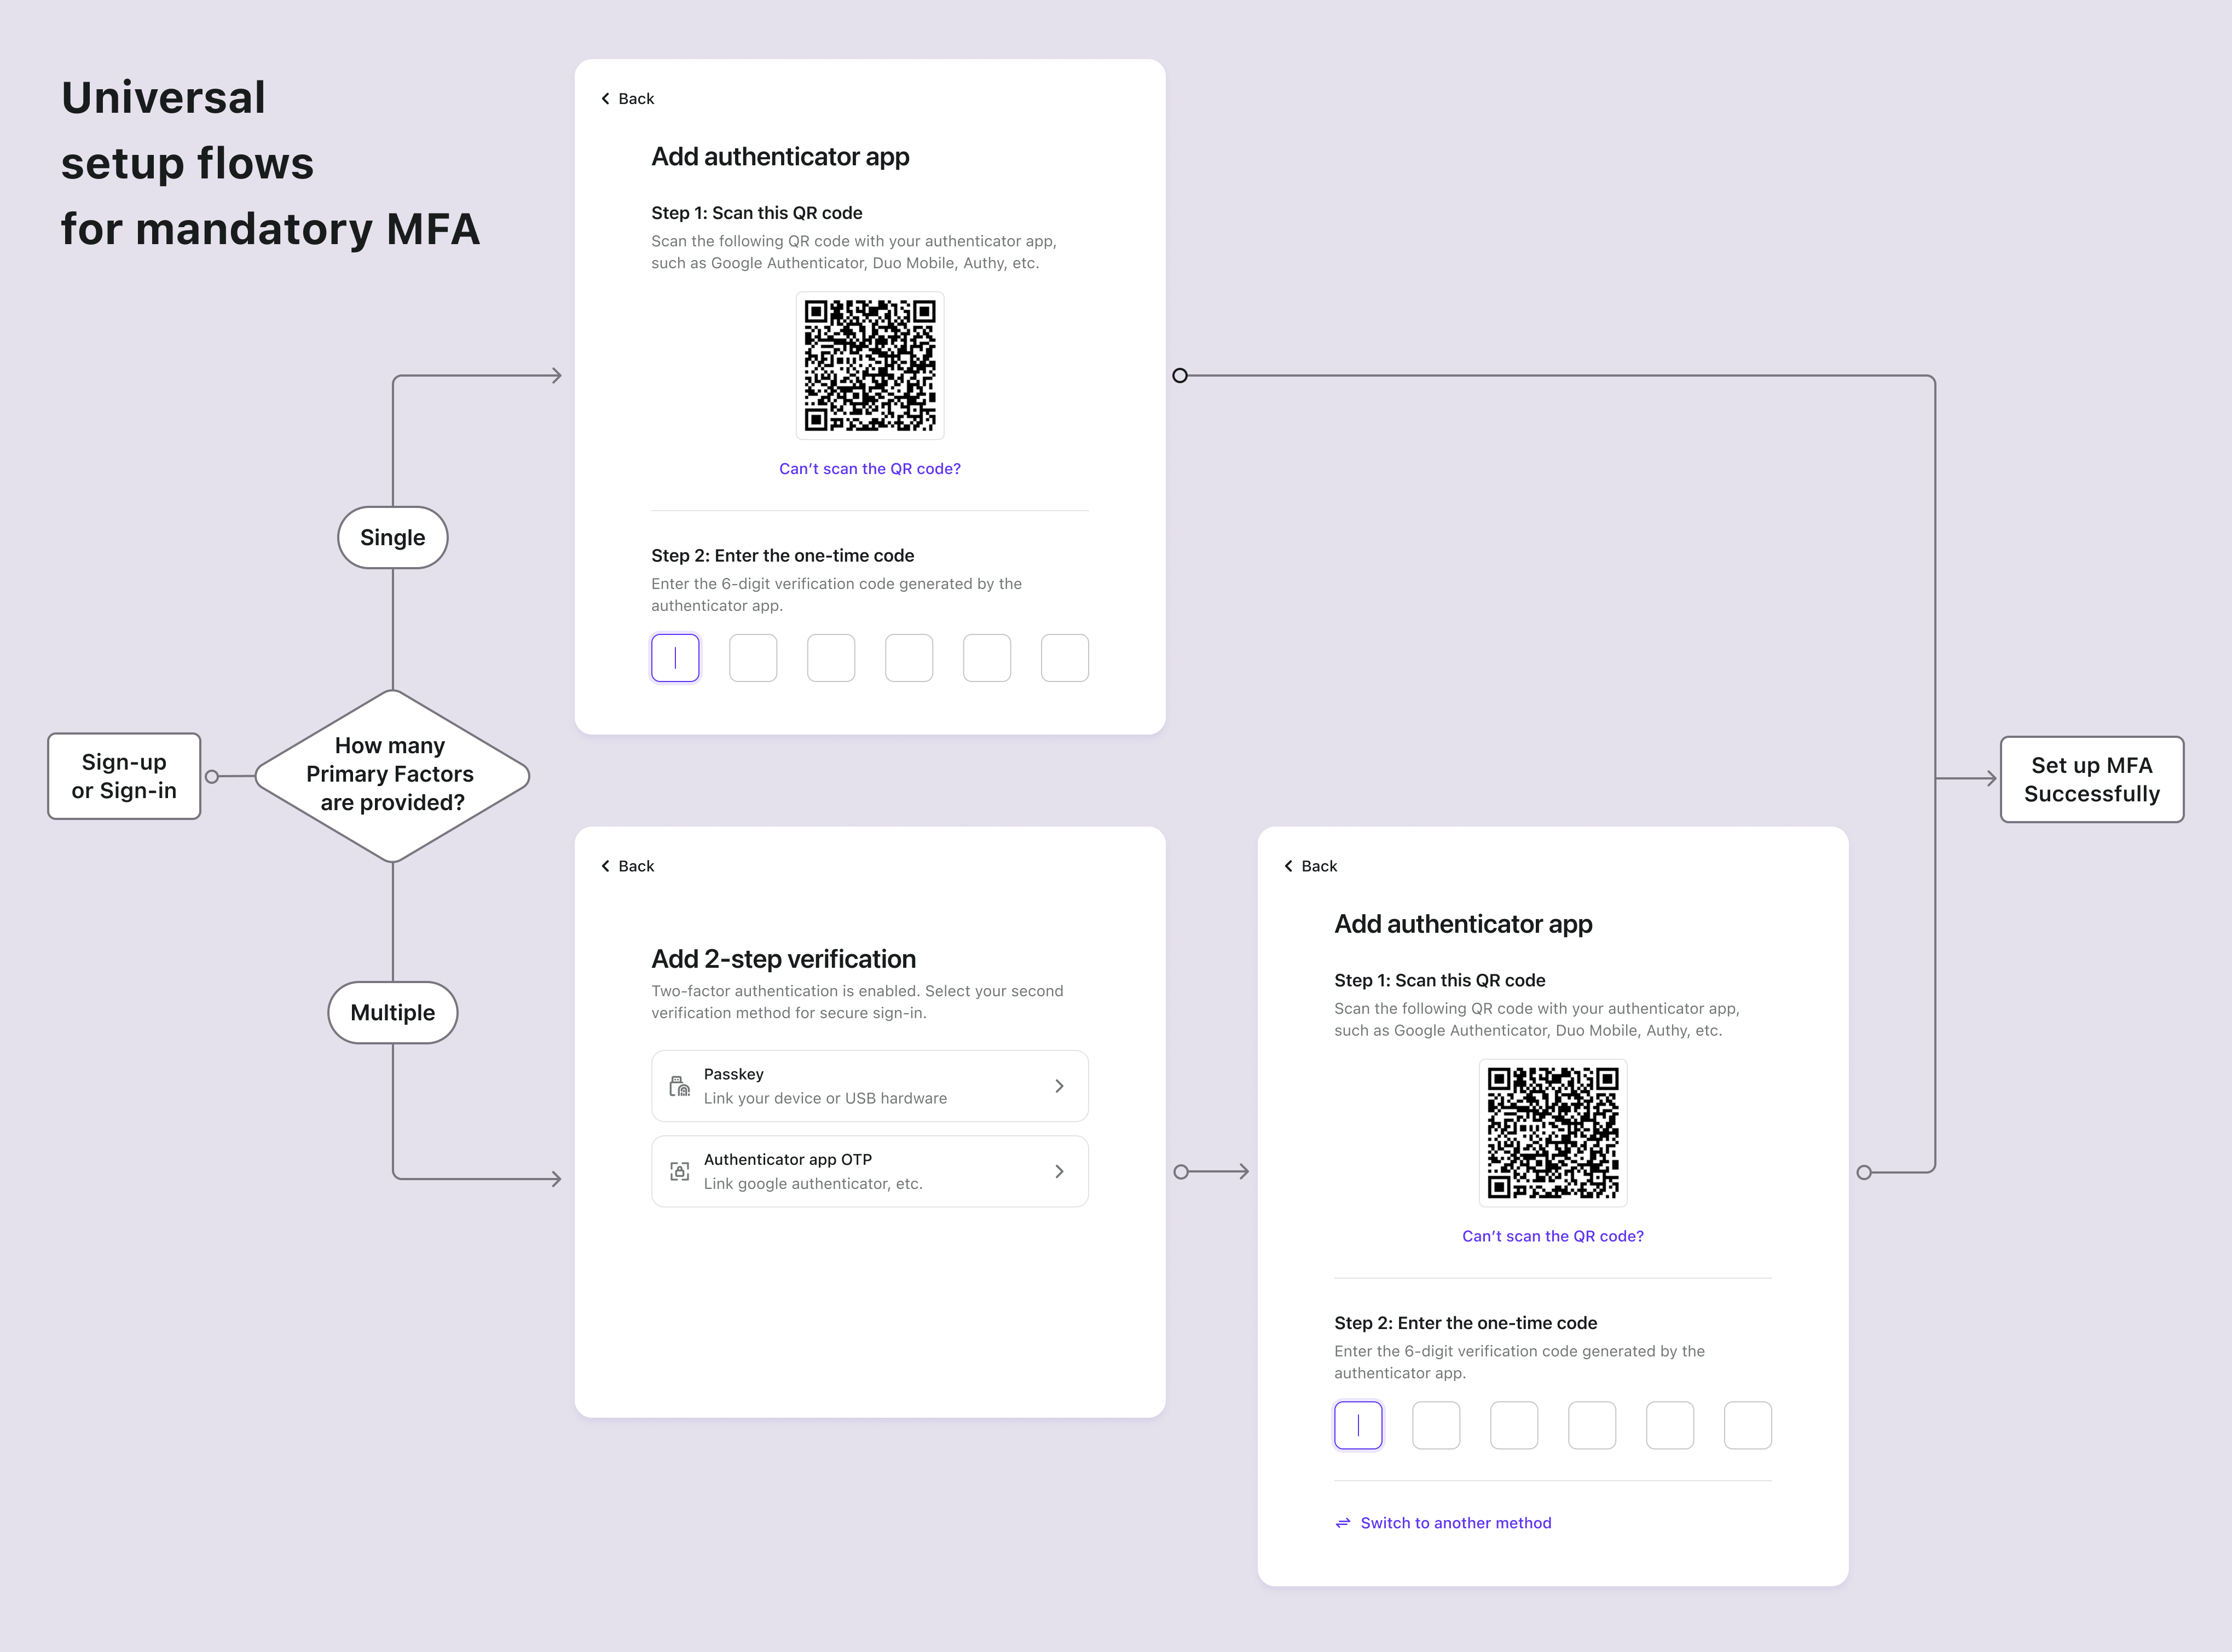 Universal
setup flows
for mandatory MFA
Sign-up
or Sign-in
How many
Primary Factors
are provided?
Single
Multiple
Back
Add authenticator app
Step 1: Scan this QR code
Scan the following QR code with your authenticator app,
such as Google Authenticator, Duo Mobile, Authy, etc.
Can’t scan the QR code?
Step 2: Enter the one-time code
Enter the 6-digit verification code generated by the
authenticator app.
Back
Add 2-step verification
Two-factor authentication is enabled. Select your second
verification method for secure sign-in.
Passkey
Link your device or USB hardware
Authenticator app OTP
Link google authenticator, etc.
Back
Add authenticator app
Step 1: Scan this QR code
Scan the following QR code with your authenticator app,
such as Google Authenticator, Duo Mobile, Authy, etc.
Can’t scan the QR code?
Step 2: Enter the one-time code
Enter the 6-digit verification code generated by the
authenticator app.
Switch to another method
Set up MFA
Successfully